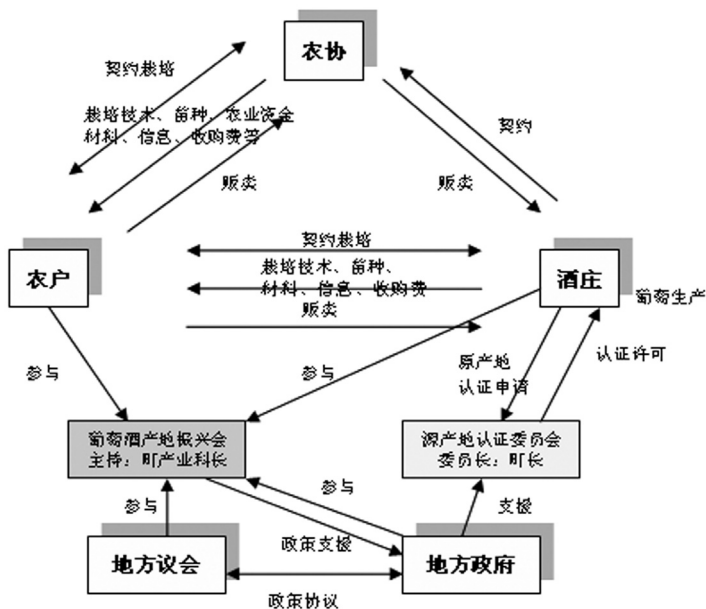 农协
契约栽培
栽培技术、苗种、农业资金
材料、信息、收购费等
契约
贩卖
贩卖
农户
契约栽培
栽培技术、苗种、
材料、信息、收购费
贩卖
酒庄
葡萄生产
参与
参与
原产地
认证申请
认证许可
葡萄酒产地振兴会
主持：町产业科长
源产地认证委员会
委员长：町长
参与
参与
支援
政策支援
地方议会
地方政府
政策协议